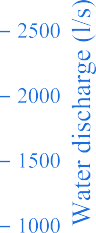 – 2500
– 2000
– 1500
– 1000
Water discharge (l/s)